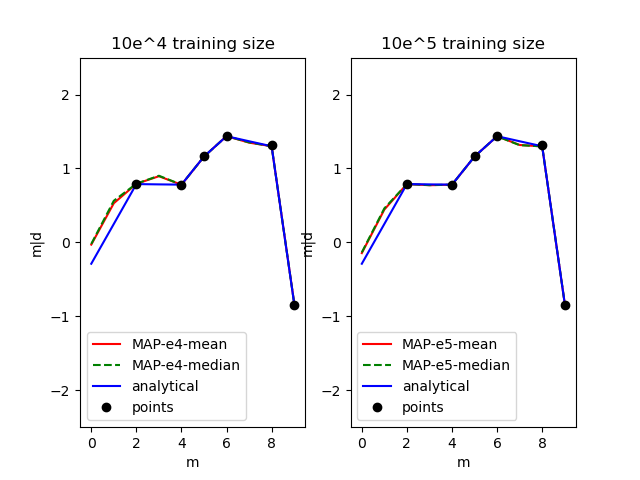 10e^4 training size
m|d
2
1
0
−1
−2
MAP-e4-mean
MAP-e4-median
analytical
points
0 2 4 6 8
m
10e^5 training size
m|d
2
1
0
−1
−2
MAP-e5-mean
MAP-e5-median
analytical
points
0 2 4 6 8
m